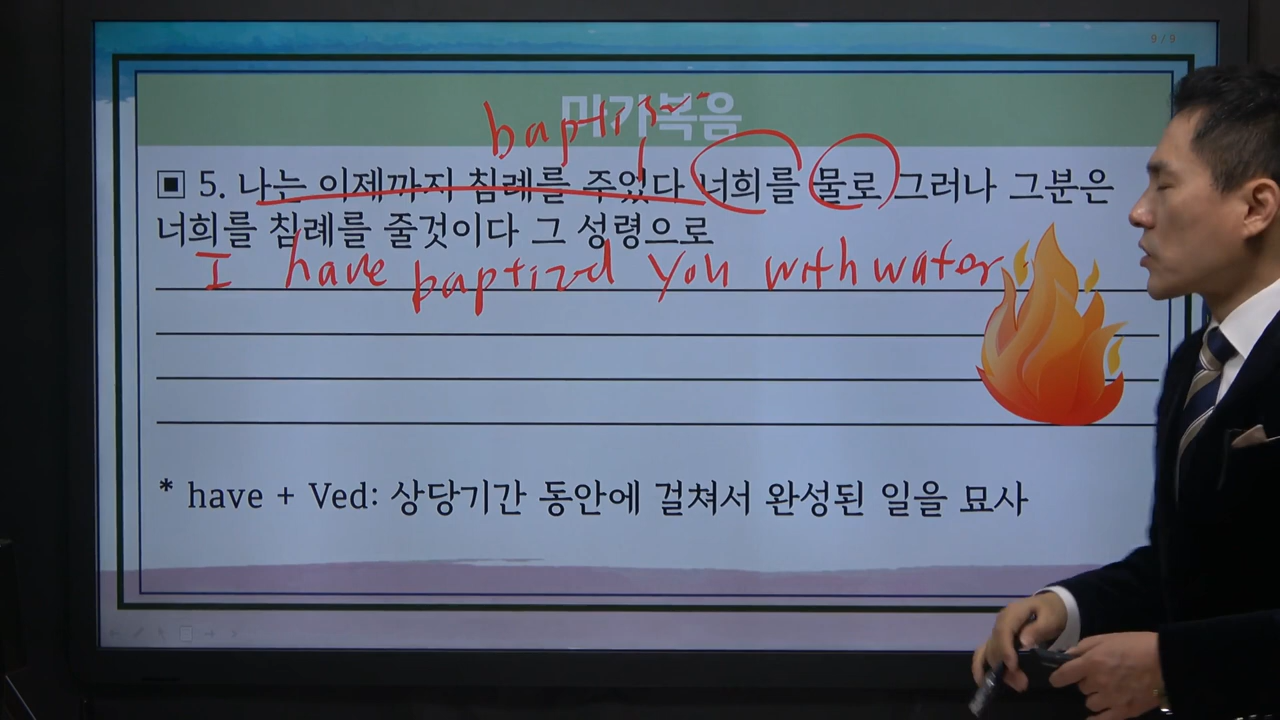 9/9
마가복음
▣ 5. 나는 이제까지 침례를 주었다 너희를 물로 그러나 그분은
너희를 침례를 줄것이다 그 성령으로
I have baptized you with water
* have + Ved: 상당기간 동안에 걸쳐서 완성된 일을 묘사